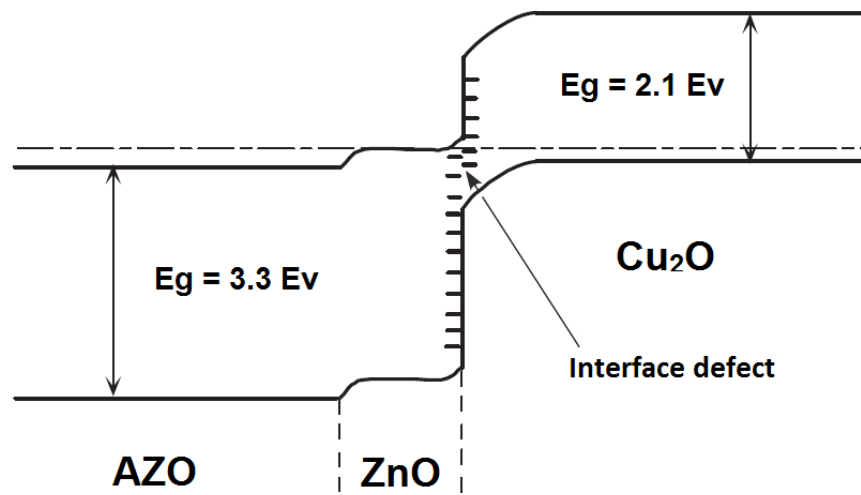 Eg = 2.1 Ev
Eg = 3.3 Ev
Cu₂O
Interface defect
AZO
ZnO